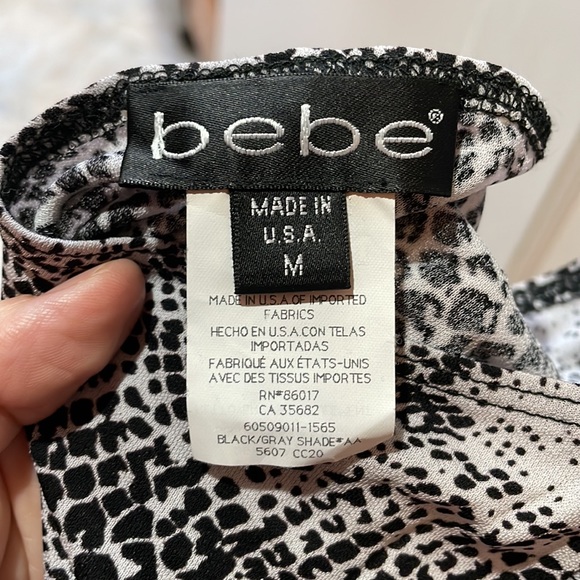 bebe®
MADE IN
U.S.A.
M
MADE IN U.S.A. OF IMPORTED
FABRICS
HECHO EN U.S.A. CON TELAS
IMPORTADAS
FABRIQUÉ AUX ÉTATS-UNIS
AVEC DES TISSUS IMPORTES
RN#86017
CA 35682
60509011-1565
BLACK/GRAY SHADE#AA
5607 CC20